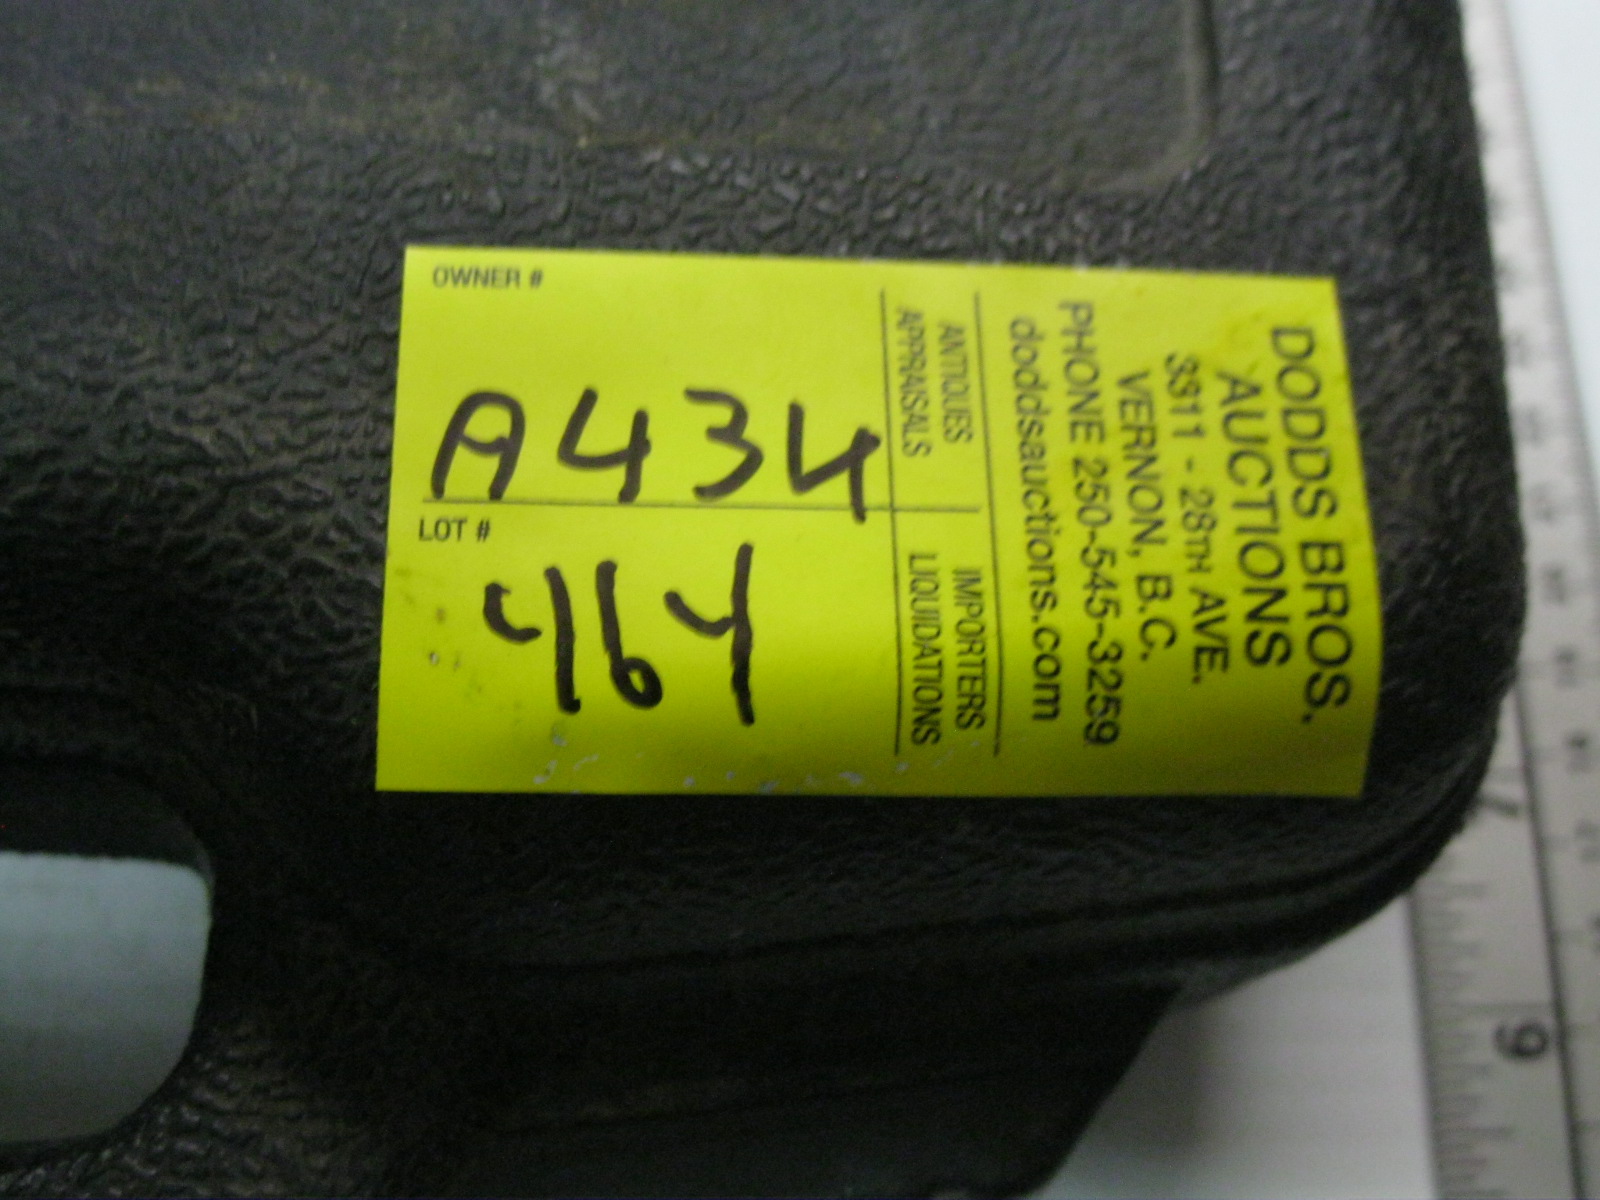 DODDS BROS.
AUCTIONS
3311 - 28TH AVE.
VERNON, B.C.
PHONE 250-545-3259
doddsauctions.com
ANTIQUES
APPRAISALS
IMPORTERS
LIQUIDATIONS
OWNER #
A434
LOT #
464
9